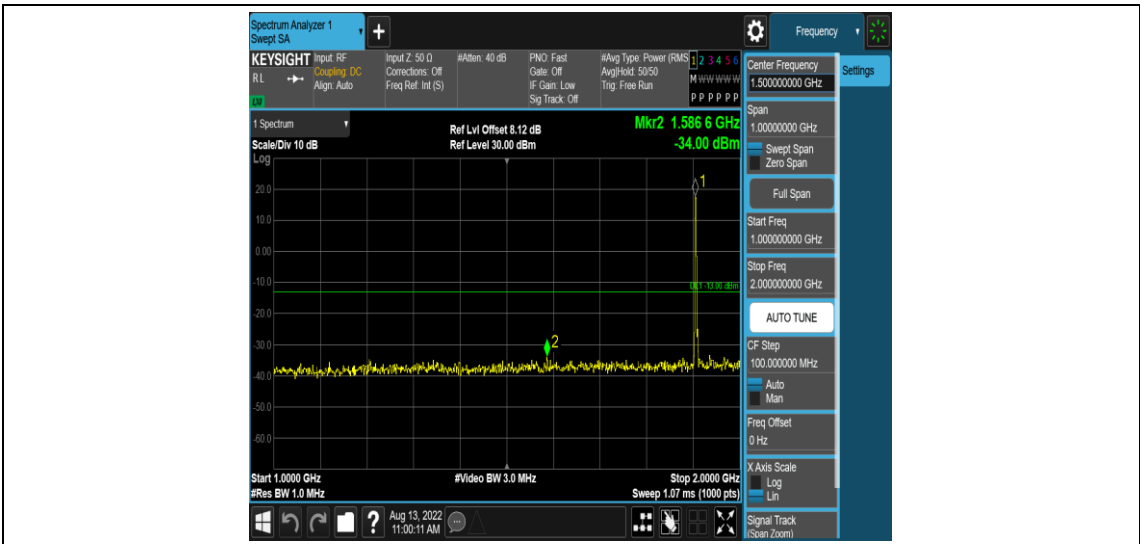 Spectrum Analyzer 1
Swept SA
+
Frequency
KEYSIGHT
RL
LXI
Input: RF
Coupling: DC
Align: Auto
Input Z: 50 Ω
Corrections: Off
Freq Ref: Int (S)
#Atten: 40 dB
PNO: Fast
Gate: Off
IF Gain: Low
Sig Track: Off
#Avg Type: Power (RMS
Avg|Hold: 50/50
Trig: Free Run
1 2 3 4 5 6
M W W W W W
P P P P P P
1 Spectrum
Scale/Div 10 dB
Log
Ref Lvl Offset 8.12 dB
Ref Level 30.00 dBm
Mkr2 1.586 6 GHz
-34.00 dBm
1
20.0
10.0
0.00
-10.0
DL1 -13.00 dBm
-20.0
-30.0
2
-40.0
-50.0
-60.0
Start 1.0000 GHz
#Res BW 1.0 MHz
#Video BW 3.0 MHz
Stop 2.0000 GHz
Sweep 1.07 ms (1000 pts)
?
Aug 13, 2022
11:00:11 AM
Center Frequency
1.500000000 GHz
Settings
Span
1.00000000 GHz
Swept Span
Zero Span
Full Span
Start Freq
1.000000000 GHz
Stop Freq
2.000000000 GHz
AUTO TUNE
CF Step
100.000000 MHz
Auto
Man
Freq Offset
0 Hz
X Axis Scale
Log
Lin
Signal Track
(Span Zoom)